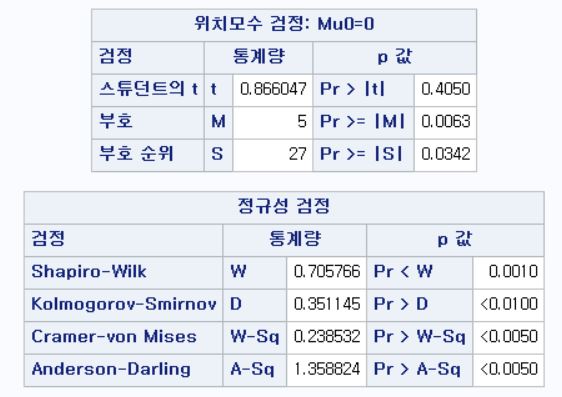 위치모수 검정: Mu0=0
검정 통계량 p 값
스튜던트의 t t 0.866047 Pr > |t| 0.4050
부호 M 5 Pr >= |M| 0.0063
부호 순위 S 27 Pr >= |S| 0.0342
정규성 검정
검정 통계량 p 값
Shapiro-Wilk W 0.705766 Pr < W 0.0010
Kolmogorov-Smirnov D 0.351145 Pr > D <0.0100
Cramer-von Mises W-Sq 0.238532 Pr > W-Sq <0.0050
Anderson-Darling A-Sq 1.358824 Pr > A-Sq <0.0050